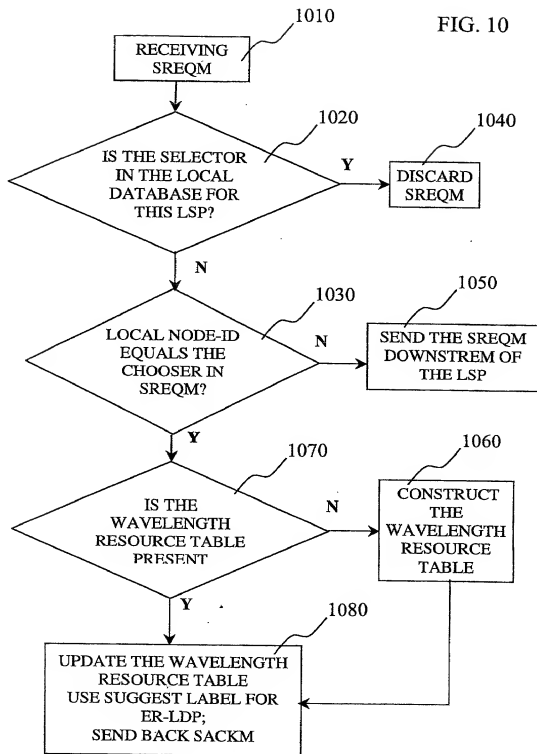 FIG. 10
1010
RECEIVING
SREQM
1020
IS THE SELECTOR
IN THE LOCAL
DATABASE FOR
THIS LSP?
Y
1040
DISCARD
SREQM
N
1030
LOCAL NODE-ID
EQUALS THE
CHOOSER IN
SREQM?
N
1050
SEND THE SREQM
DOWNSTREM OF
THE LSP
Y
1070
IS THE
WAVELENGTH
RESOURCE TABLE
PRESENT
N
1060
CONSTRUCT
THE
WAVELENGTH
RESOURCE
TABLE
Y
1080
UPDATE THE WAVELENGTH
RESOURCE TABLE
USE SUGGEST LABEL FOR
ER-LDP;
SEND BACK SACKM